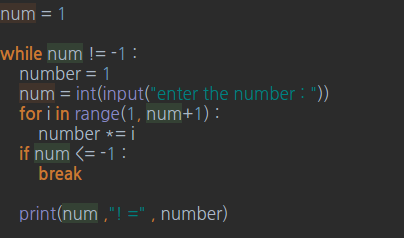 num = 1
while num != -1 :
number = 1
num = int(input("enter the number : "))
for i in range(1, num+1) :
number *= i
if num <= -1 :
break
print(num ,"! =" , number)